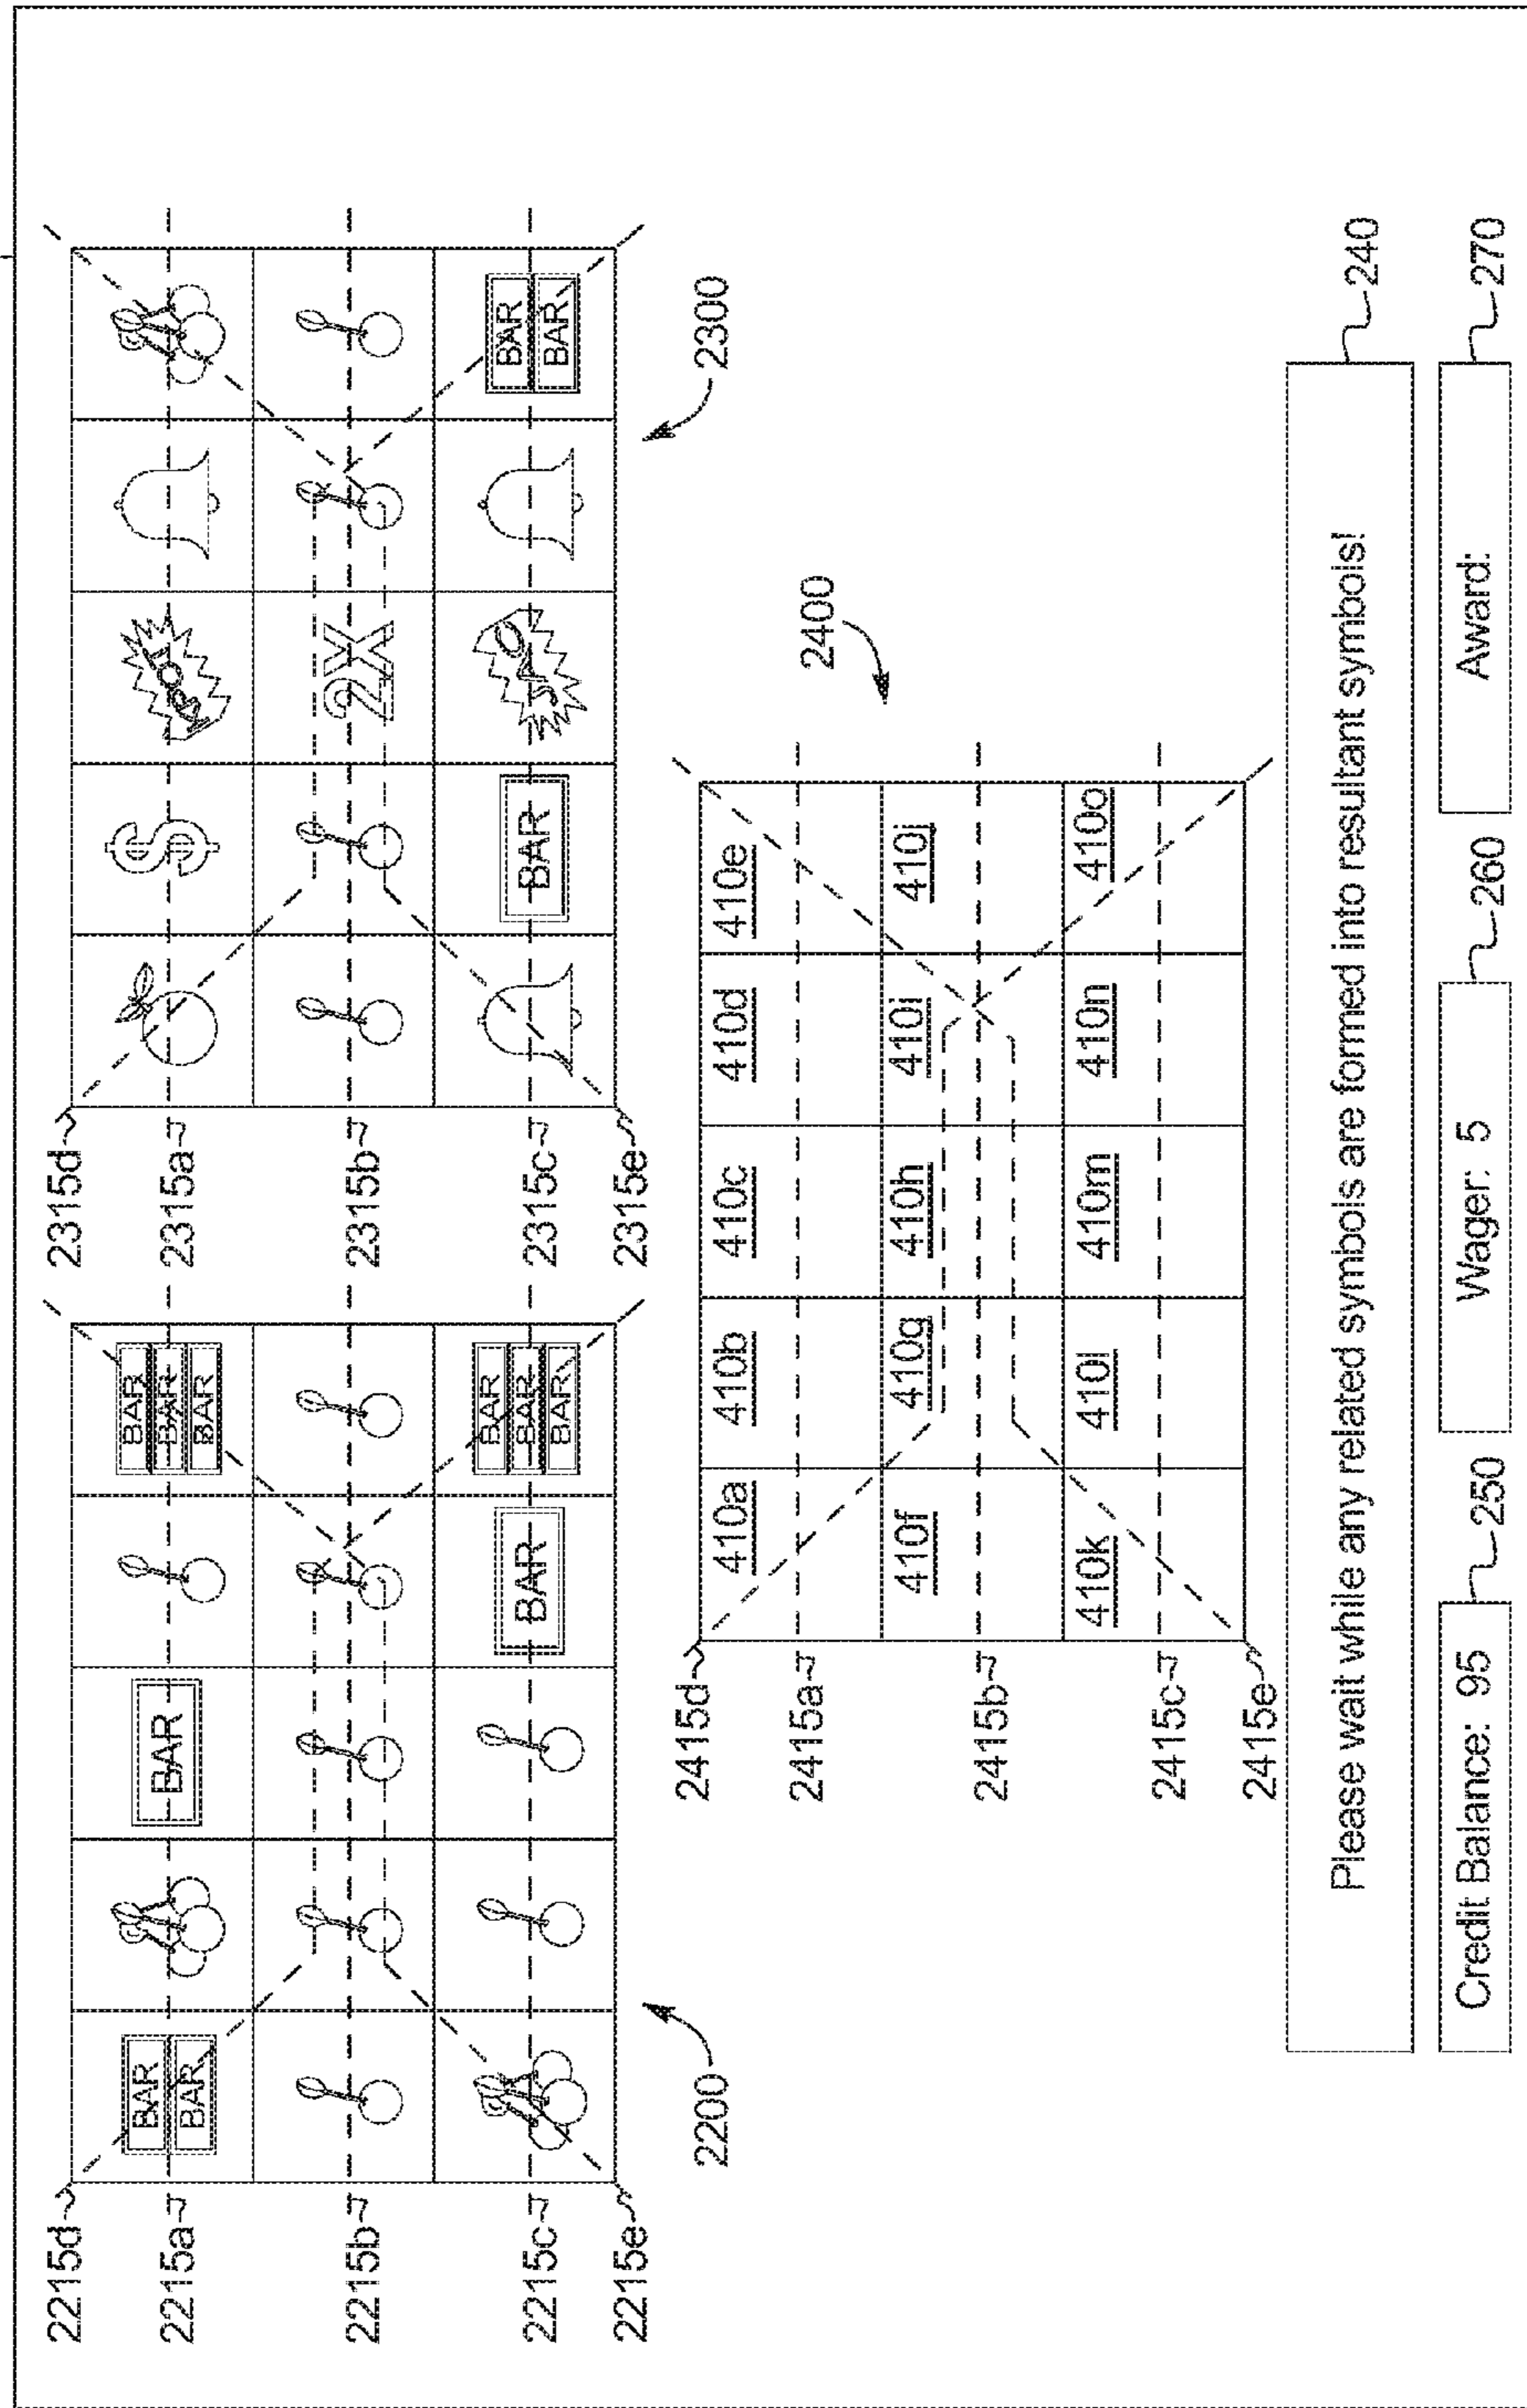 2215d
BAR
BAR
BAR
BAR
BAR
BAR
2215a
2215b
2215c
BAR
BAR
BAR
BAR
2215e
2200
2315d
2315a
2315b
2X
2315c
BAR
BAR
BAR
2315e
2300
2400
2415d
410a 410b 410c 410d 410e
2415a
410f 410g 410h 410i 410j
2415b
410k 410l 410m 410n 410o
2415c
2415e
Please wait while any related symbols are formed into resultant symbols!
240
Credit Balance: 95
250
Wager: 5
260
Award:
270